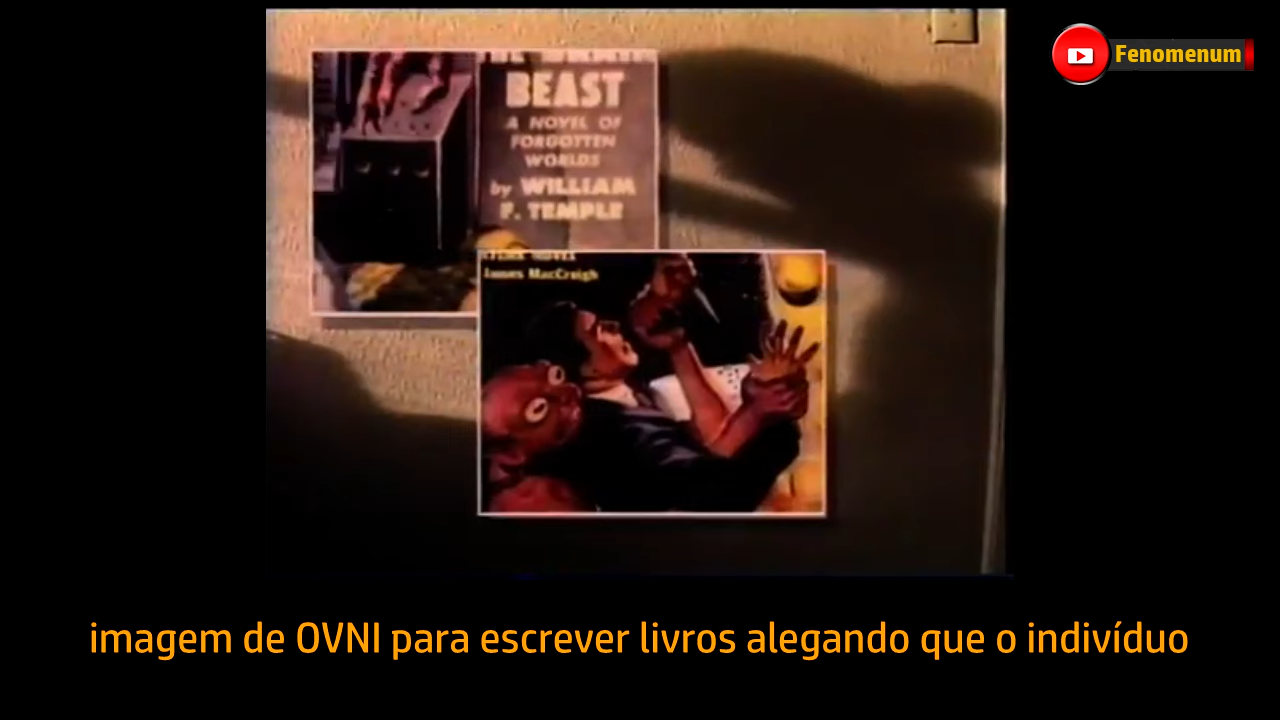 Fenomenum
BEAST
A NOVEL OF
FORGOTTEN
WORLDS
by WILLIAM
F. TEMPLE
James MacCreigh
imagem de OVNI para escrever livros alegando que o indivíduo